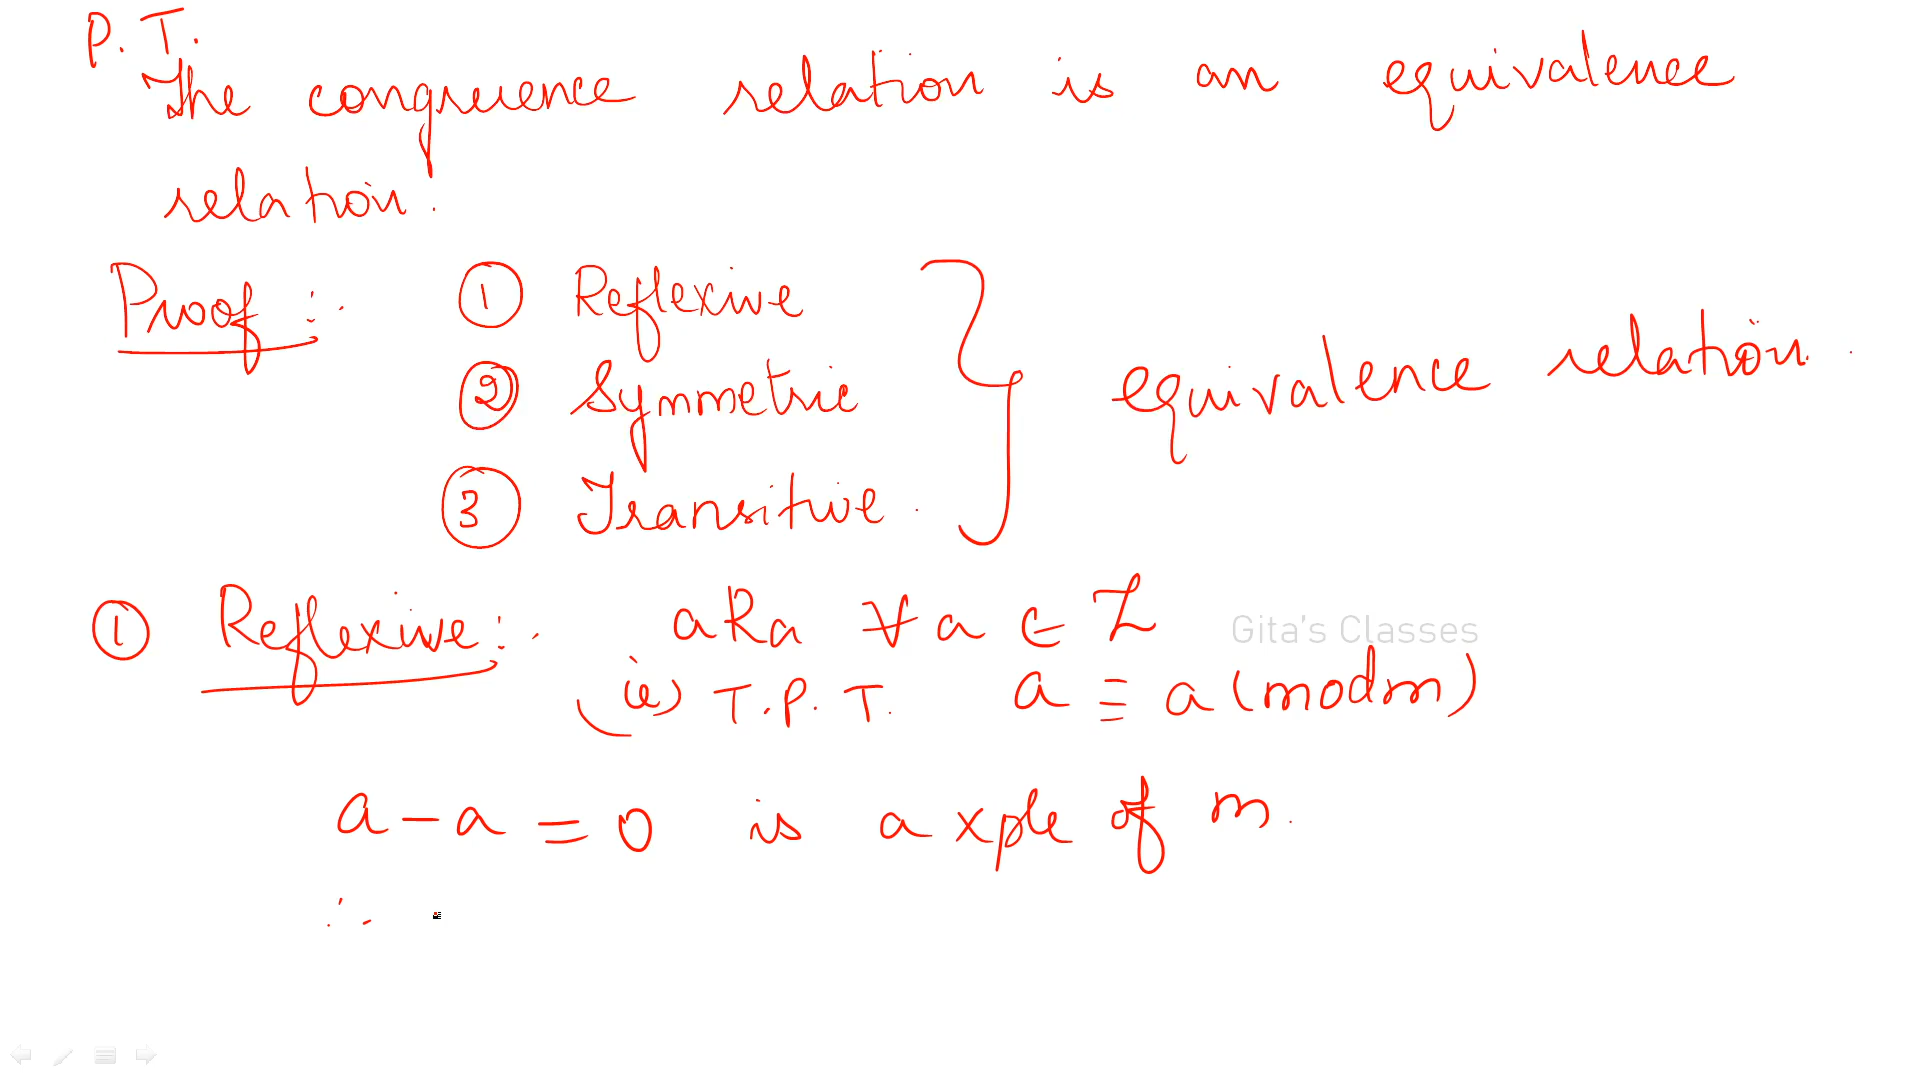 P. T.
The congruence relation is an equivalence
relation.
Proof :-
① Reflexive
② Symmetric
③ Transitive.
equivalence relation.
① Reflexive :- aRa ∀ a ∈ Z
Gita's Classes
(ie) T.P.T. a ≡ a (mod m)
a - a = 0 is a xple of m.
∴